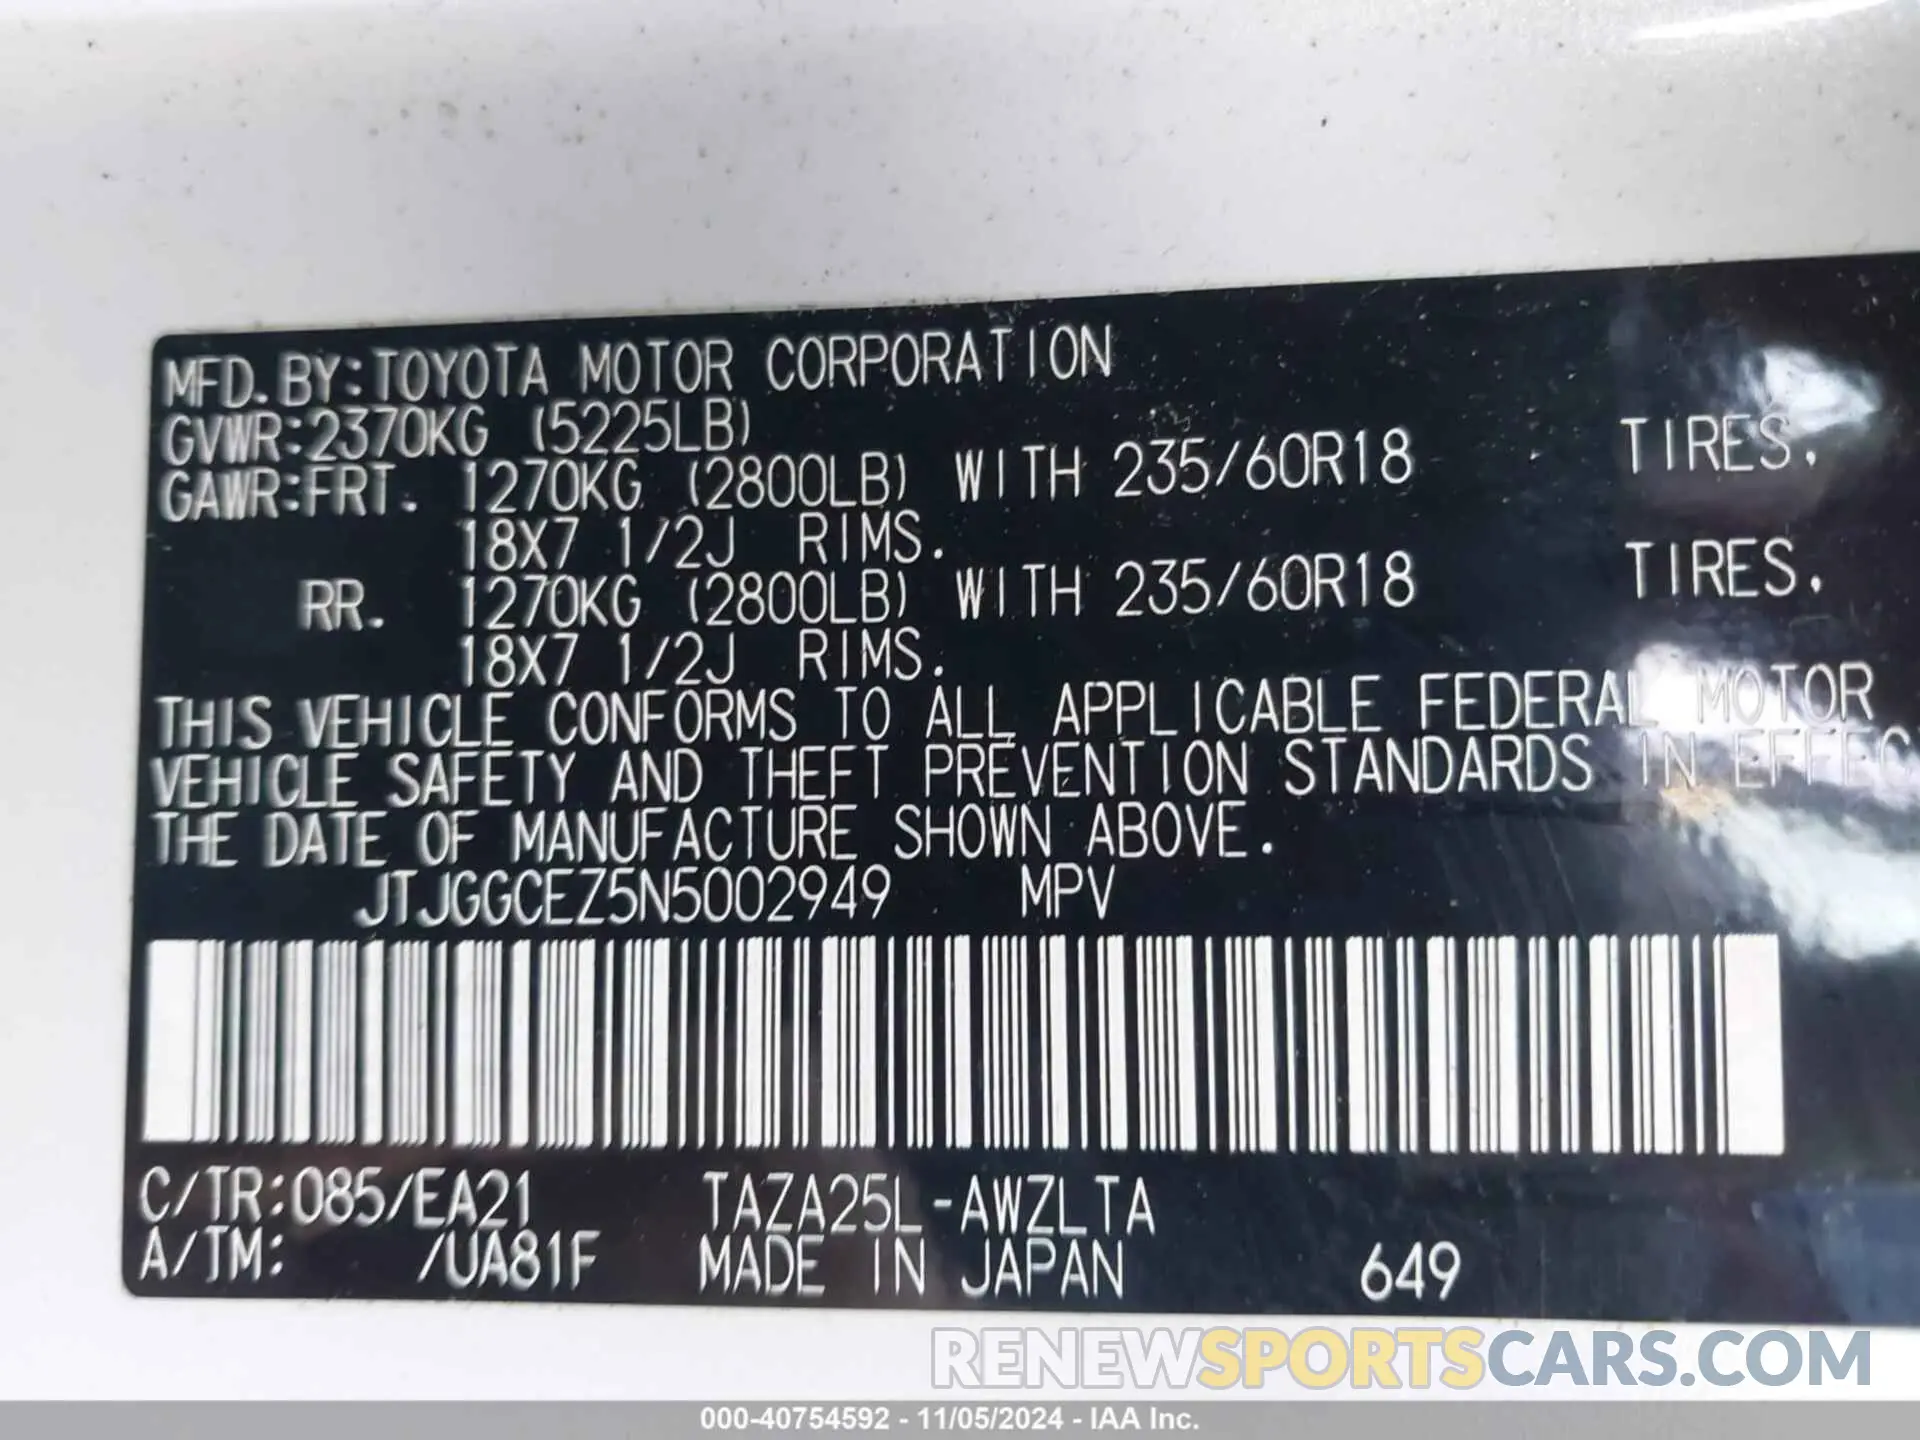 MFD. BY: TOYOTA MOTOR CORPORATION
GVWR: 2370KG (5225LB)
GAWR: FRT. 1270KG (2800LB) WITH 235/60R18 TIRES,
18X7 1/2J RIMS.
RR. 1270KG (2800LB) WITH 235/60R18 TIRES,
18X7 1/2J RIMS.
THIS VEHICLE CONFORMS TO ALL APPLICABLE FEDERAL MOTOR
VEHICLE SAFETY AND THEFT PREVENTION STANDARDS IN EFFEC
THE DATE OF MANUFACTURE SHOWN ABOVE.
JTJGGCEZ5N5002949 MPV
C/TR: 085/EA21 TAZA25L-AWZLTA
A/TM: /UA81F MADE IN JAPAN 649
RENEWSPORTSCARS.COM
000-40754592 - 11/05/2024 - IAA Inc.